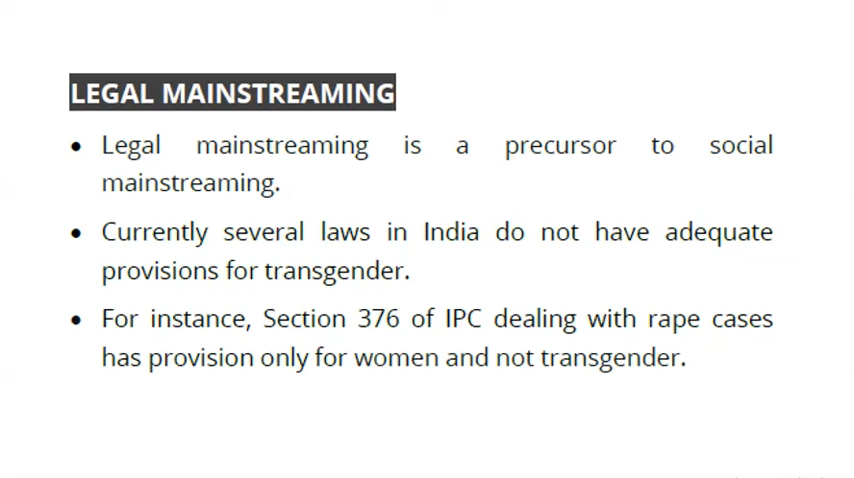 LEGAL MAINSTREAMING
• Legal mainstreaming is a precursor to social
mainstreaming.
• Currently several laws in India do not have adequate
provisions for transgender.
• For instance, Section 376 of IPC dealing with rape cases
has provision only for women and not transgender.